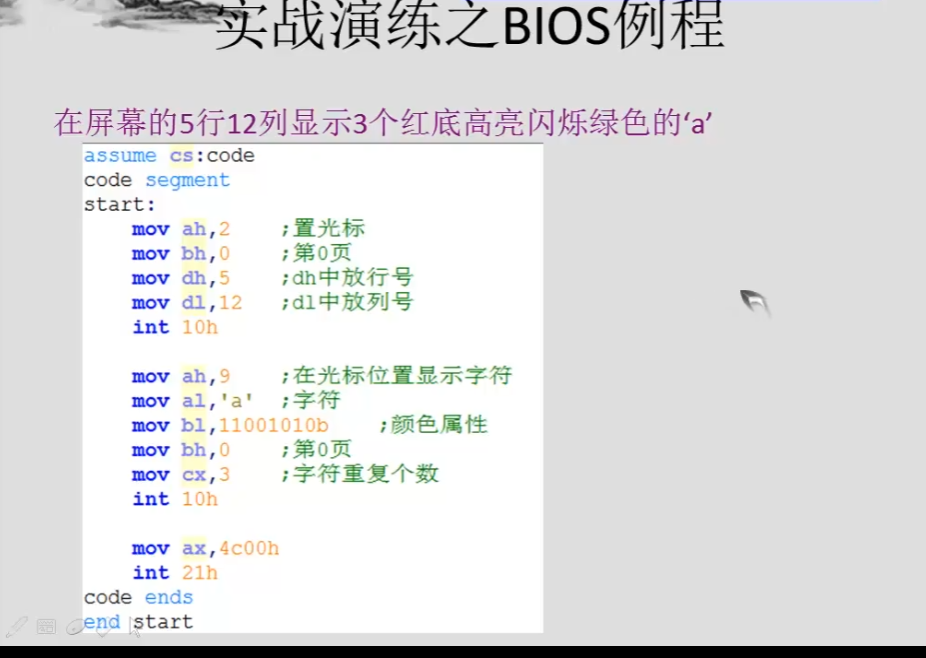 实战演练之BIOS例程
在屏幕的5行12列显示3个红底高亮闪烁绿色的‘a’
assume cs:code
code segment
start:
mov ah,2 ;置光标
mov bh,0 ;第0页
mov dh,5 ;dh中放行号
mov dl,12 ;dl中放列号
int 10h
mov ah,9 ;在光标位置显示字符
mov al,'a' ;字符
mov bl,11001010b ;颜色属性
mov bh,0 ;第0页
mov cx,3 ;字符重复个数
int 10h
mov ax,4c00h
int 21h
code ends
end start